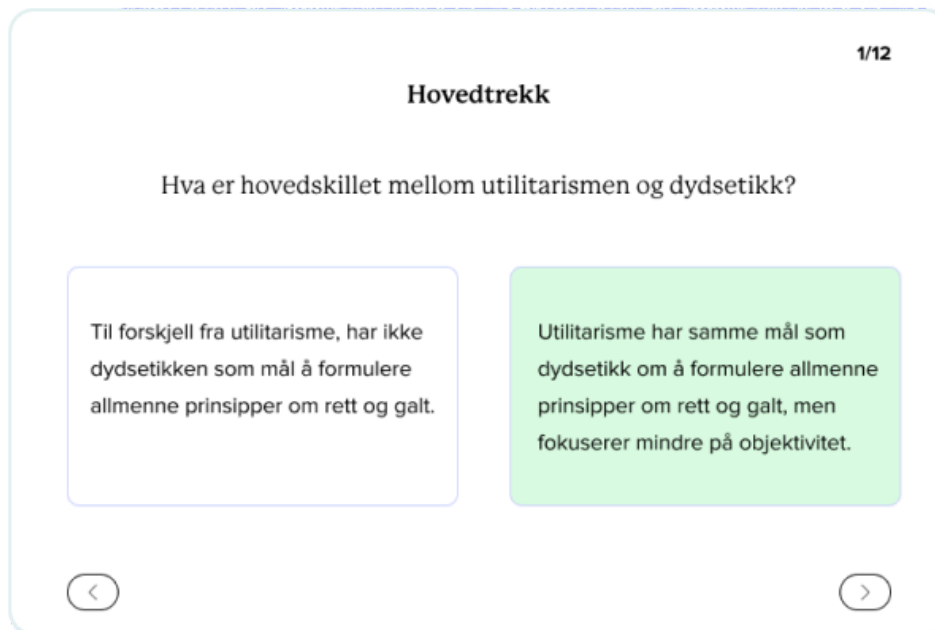 1/12
Hovedtrekk
Hva er hovedskillet mellom utilitarismen og dydsetikk?
Til forskjell fra utilitarisme, har ikke
dydsetikken som mål å formulere
allmenne prinsipper om rett og galt.
Utilitarisme har samme mål som
dydsetikk om å formulere allmenne
prinsipper om rett og galt, men
fokuserer mindre på objektivitet.